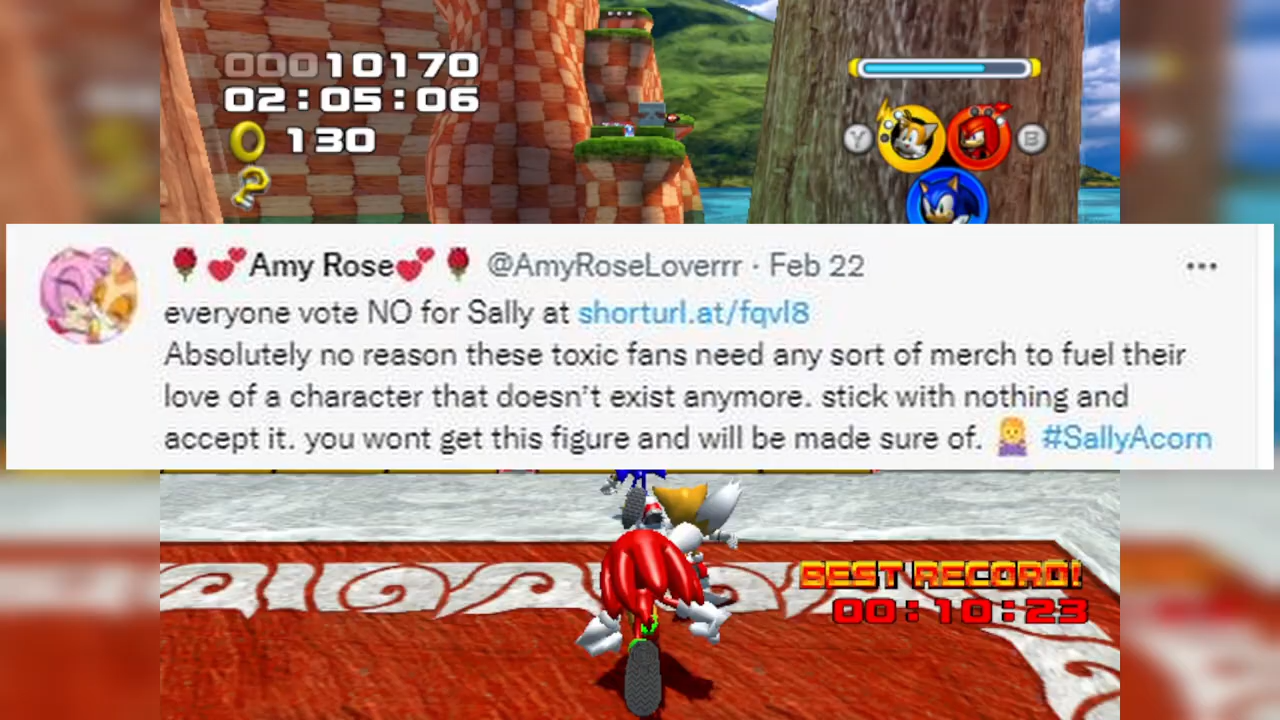 00010170
02:05:06
130
Y
B
🌹💕Amy Rose💕🌹 @AmyRoseLoverrr · Feb 22
everyone vote NO for Sally at shorturl.at/fqvl8
Absolutely no reason these toxic fans need any sort of merch to fuel their
love of a character that doesn't exist anymore. stick with nothing and
accept it. you wont get this figure and will be made sure of. 🙇‍♀️ #SallyAcorn
BEST RECORD!
00:10:23